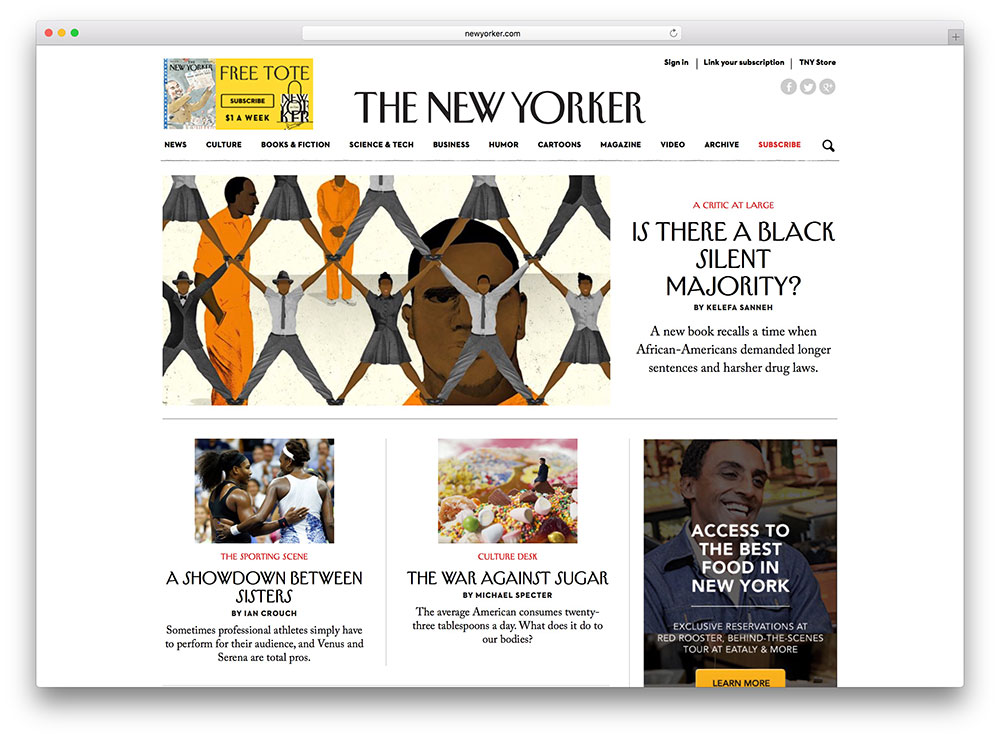 newyorker.com
THE
NEW YORKER
FREE TOTE
SUBSCRIBE
$1 A WEEK
NEW
YOR
KER
Sign in | Link your subscription | TNY Store
THE NEW YORKER
NEWS CULTURE BOOKS & FICTION SCIENCE & TECH BUSINESS HUMOR CARTOONS MAGAZINE VIDEO ARCHIVE SUBSCRIBE
A CRITIC AT LARGE
IS THERE A BLACK
SILENT
MAJORITY?
BY KELEFA SANNEH
A new book recalls a time when
African-Americans demanded longer
sentences and harsher drug laws.
THE SPORTING SCENE
A SHOWDOWN BETWEEN
SISTERS
BY IAN CROUCH
Sometimes professional athletes simply have
to perform for their audience, and Venus and
Serena are total pros.
CULTURE DESK
THE WAR AGAINST SUGAR
BY MICHAEL SPECTER
The average American consumes twenty-
three tablespoons a day. What does it do to
our bodies?
ACCESS TO
THE BEST
FOOD IN
NEW YORK
EXCLUSIVE RESERVATIONS AT
RED ROOSTER, BEHIND-THE-SCENES
TOUR AT EATALY & MORE
LEARN MORE